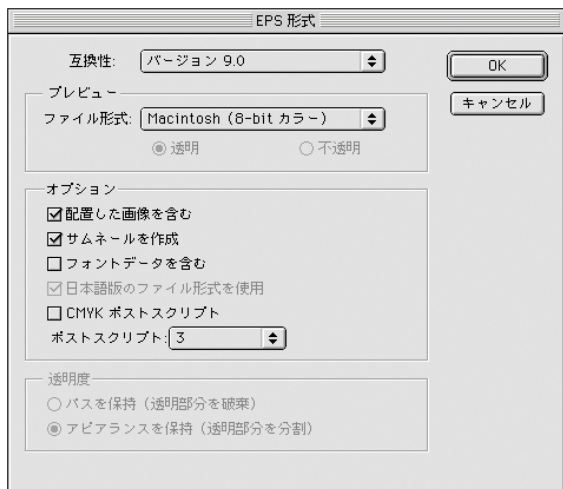 EPS 形式
互換性: バージョン 9.0
OK
キャンセル
プレビュー
ファイル形式: Macintosh (8-bit カラー)
透明 不透明
オプション
配置した画像を含む
サムネールを作成
フォントデータを含む
日本語版のファイル形式を使用
CMYK ポストスクリプト
ポストスクリプト: 3
透明度
パスを保持 (透明部分を破棄)
アピアランスを保持 (透明部分を分割)